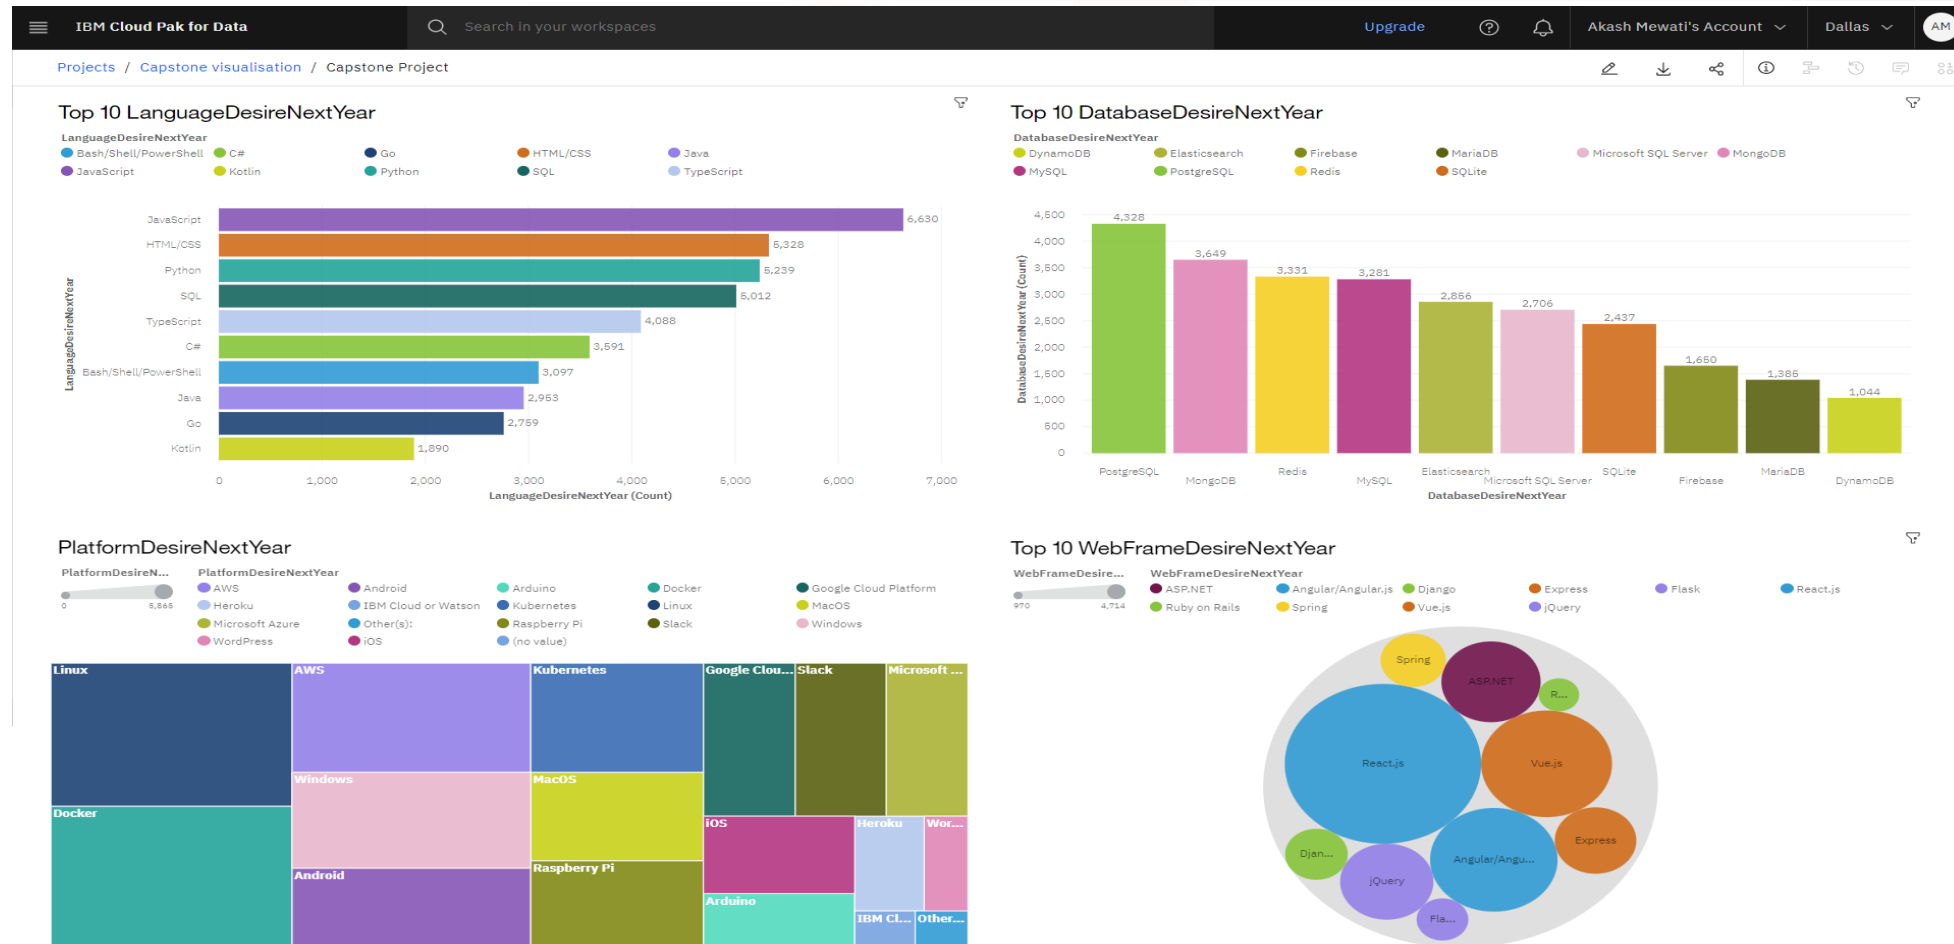 IBM Cloud Pak for Data
Search in your workspaces
Upgrade
Akash Mewati's Account
Dallas
AM
Projects / Capstone visualisation / Capstone Project
Top 10 LanguageDesireNextYear
LanguageDesireNextYear
Bash/Shell/PowerShell C# Go HTML/CSS Java
JavaScript Kotlin Python SQL TypeScript
LanguageDesireNextYear
JavaScript 6,630
HTML/CSS 5,328
Python 5,239
SQL 5,012
TypeScript 4,088
C# 3,591
Bash/Shell/PowerShell 3,097
Java 2,953
Go 2,759
Kotlin 1,890
0 1,000 2,000 3,000 4,000 5,000 6,000 7,000
LanguageDesireNextYear (Count)
Top 10 DatabaseDesireNextYear
DatabaseDesireNextYear
DynamoDB Elasticsearch Firebase MariaDB Microsoft SQL Server MongoDB
MySQL PostgreSQL Redis SQLite
DatabaseDesireNextYear (Count)
4,500
4,000
3,500
3,000
2,500
2,000
1,500
1,000
500
0
4,328
3,649
3,331
3,281
2,856
2,706
2,437
1,650
1,385
1,044
PostgreSQL MongoDB Redis MySQL Elasticsearch Microsoft SQL Server SQLite Firebase MariaDB DynamoDB
DatabaseDesireNextYear
PlatformDesireNextYear
PlatformDesireN...
0 5,865
PlatformDesireNextYear
AWS Android Arduino Docker Google Cloud Platform
Heroku IBM Cloud or Watson Kubernetes Linux MacOS
Microsoft Azure Other(s): Raspberry Pi Slack Windows
WordPress iOS (no value)
Linux
AWS
Kubernetes
Google Clou...
Slack
Microsoft ...
Windows
MacOS
Docker
iOS
Heroku
Wor...
Android
Raspberry Pi
Arduino
IBM Cl...
Other...
Top 10 WebFrameDesireNextYear
WebFrameDesire...
970 4,714
WebFrameDesireNextYear
ASP.NET Angular/Angular.js Django Express Flask React.js
Ruby on Rails Spring Vue.js jQuery
Spring
ASP.NET
R...
React.js
Vue.js
Express
Djan...
Angular/Angu...
jQuery
Fla...